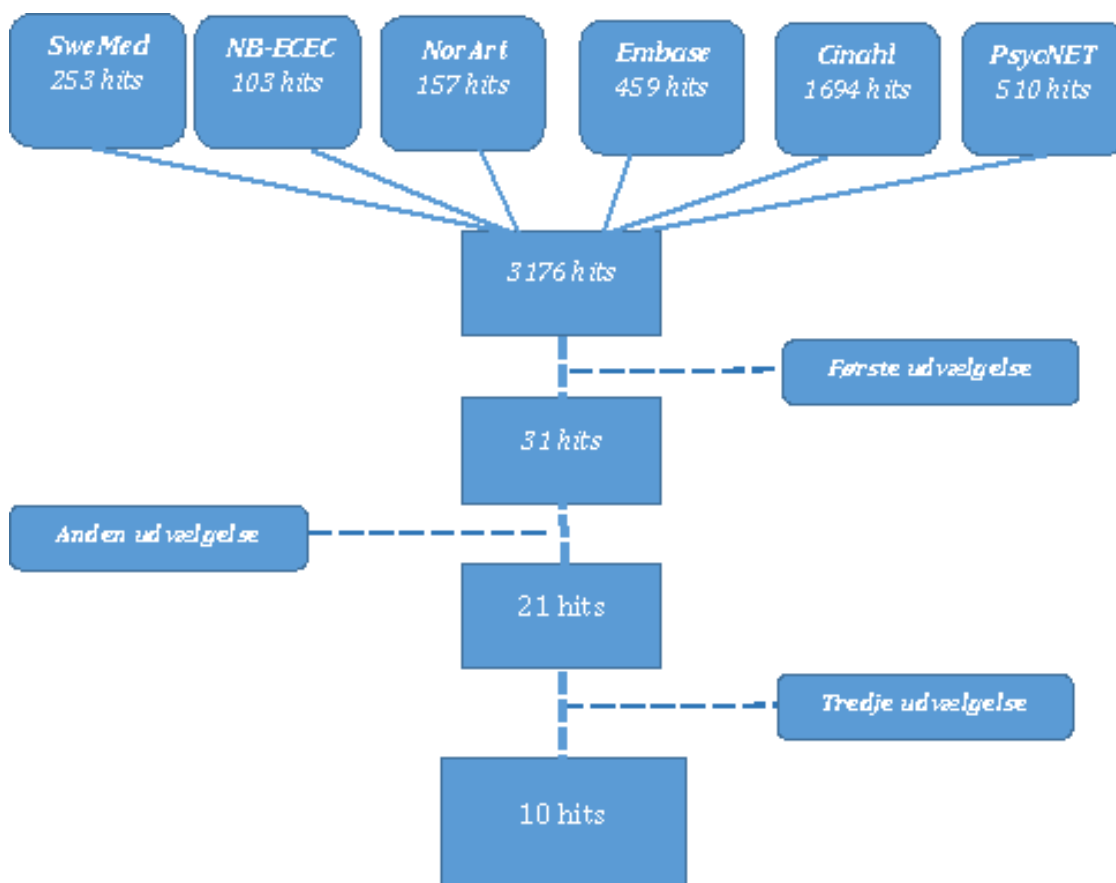 SweMed
253 hits
NB-ECEC
103 hits
NorArt
157 hits
Embase
459 hits
Cinahl
1694 hits
PsycNET
510 hits
3176 hits
Første udvælgelse
31 hits
Anden udvælgelse
21 hits
Tredje udvælgelse
10 hits